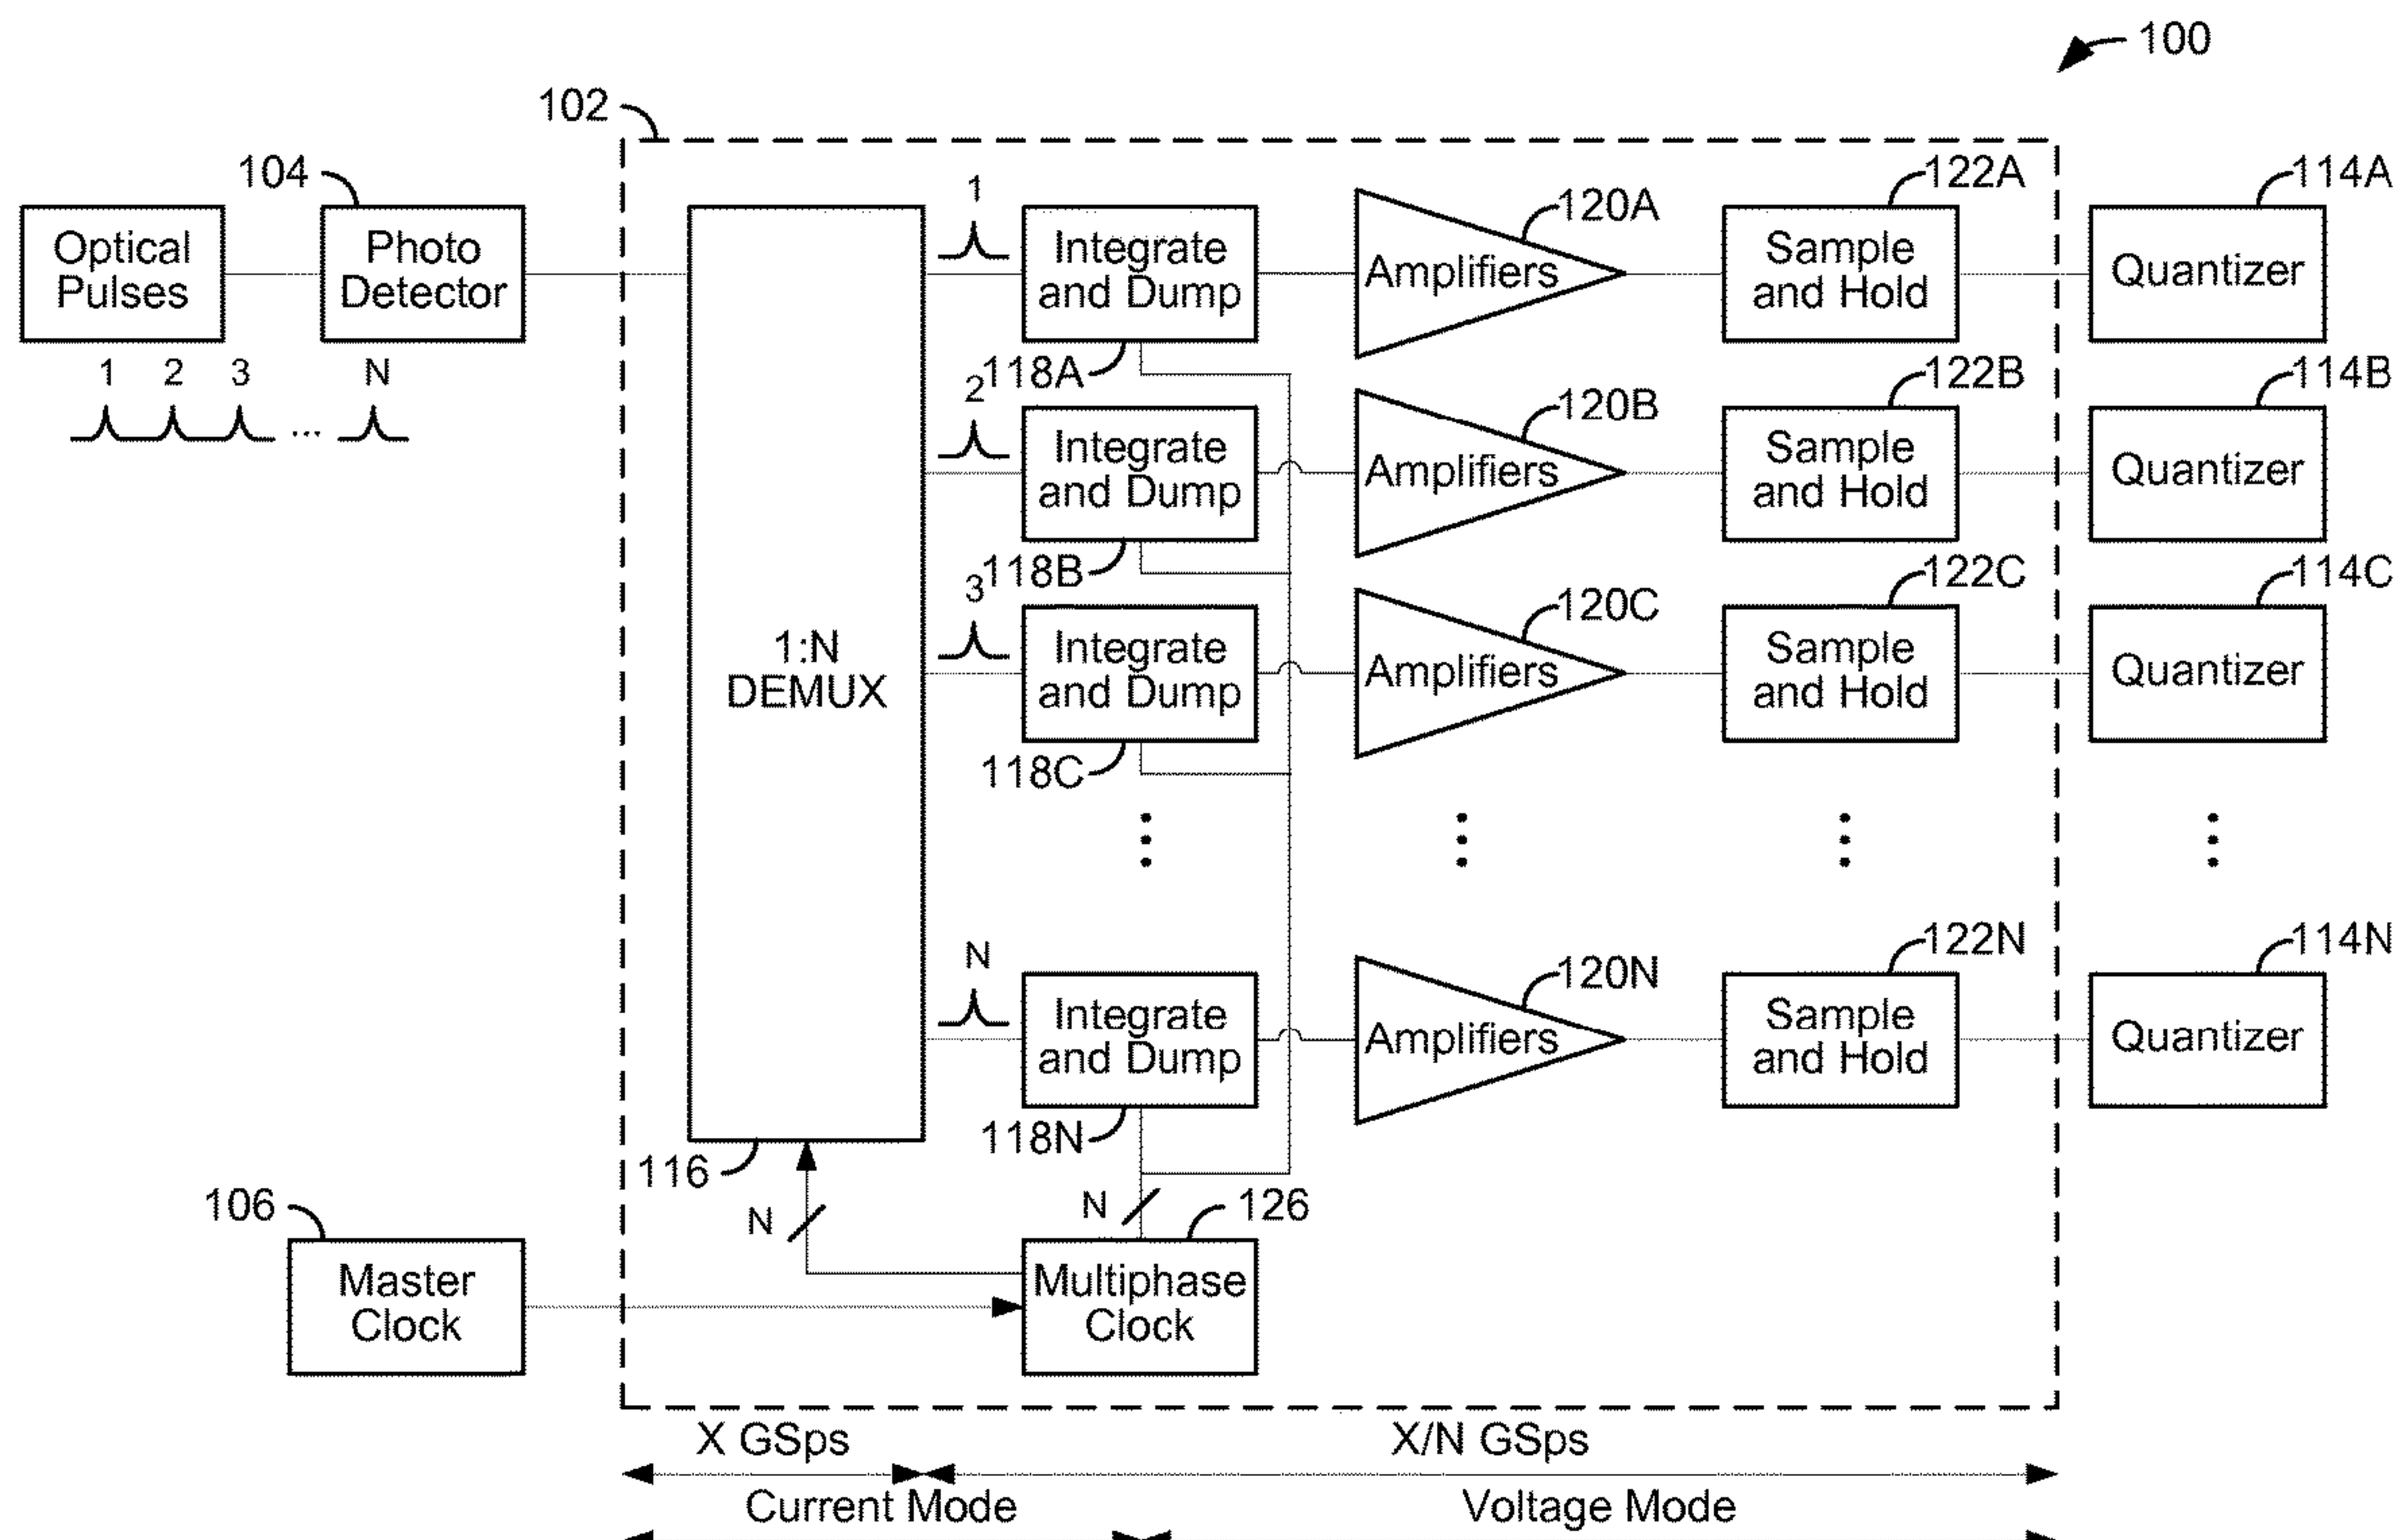 100
102
104
Optical
Pulses
Photo
Detector
1 2 3 ... N
1:N
DEMUX
116
1
Integrate
and Dump
118A
Amplifiers
120A
Sample
and Hold
122A
Quantizer
114A
2
Integrate
and Dump
118B
Amplifiers
120B
Sample
and Hold
122B
Quantizer
114B
3
Integrate
and Dump
118C
Amplifiers
120C
Sample
and Hold
122C
Quantizer
114C
N
Integrate
and Dump
118N
Amplifiers
120N
Sample
and Hold
122N
Quantizer
114N
106
Master
Clock
N
N
126
Multiphase
Clock
X GSps
X/N GSps
Current Mode
Voltage Mode